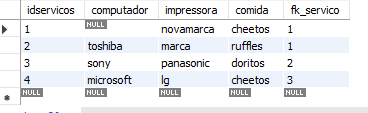 idservicos computador impressora comida fk_servico
1 NULL novamarca cheetos 1
2 toshiba marca ruffles 1
3 sony panasonic doritos 2
4 microsoft lg cheetos 3
NULL NULL NULL NULL NULL